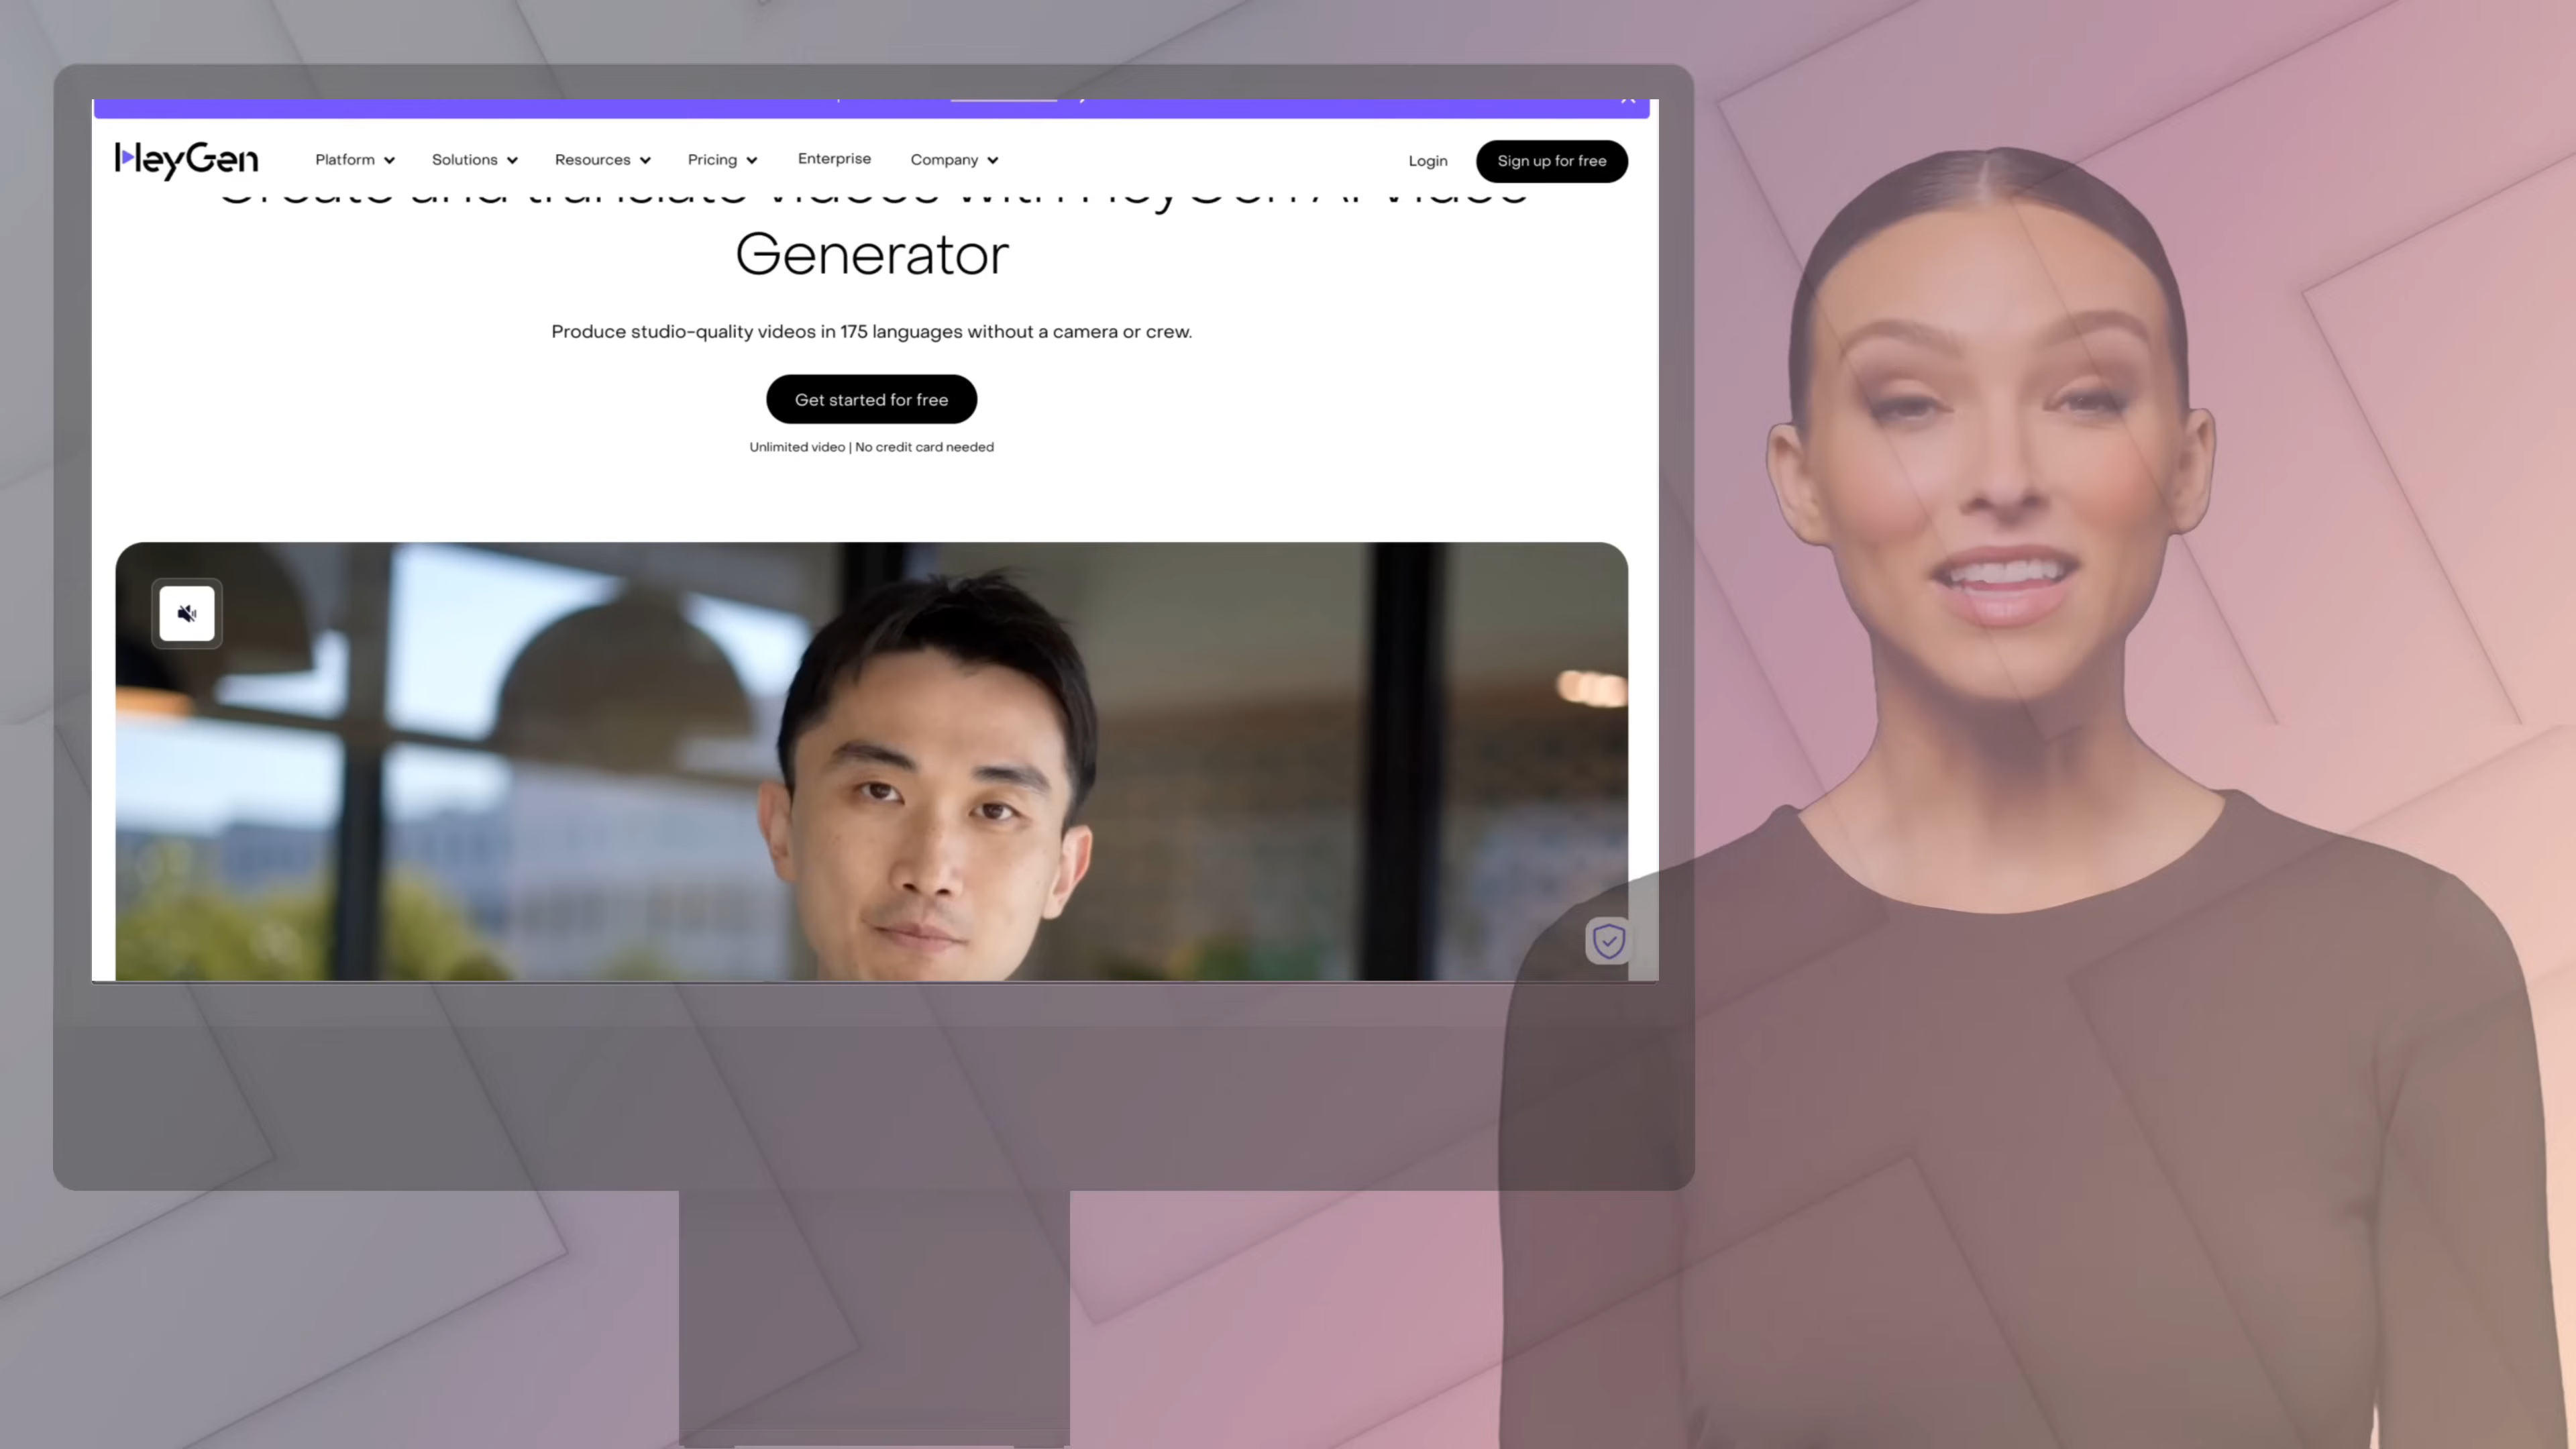 HeyGen
Platform
Solutions
Resources
Pricing
Enterprise
Company
Login
Sign up for free
Create and translate videos with HeyGen AI Video
Generator
Produce studio-quality videos in 175 languages without a camera or crew.
Get started for free
Unlimited video | No credit card needed